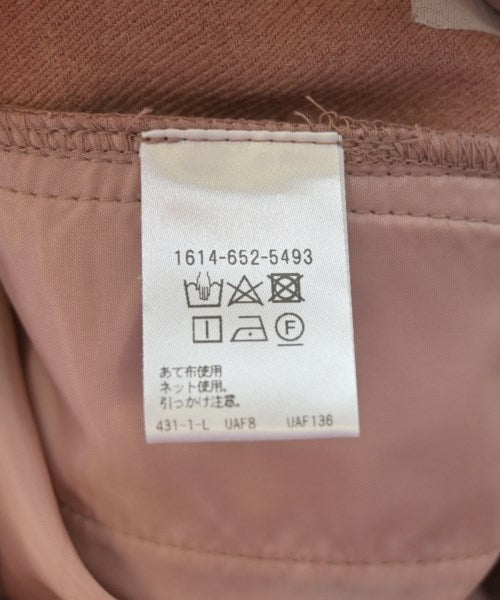 1614-652-5493
F
あて布使用
ネット使用。
引っかけ注意。
431-1-L UAF8 UAF136